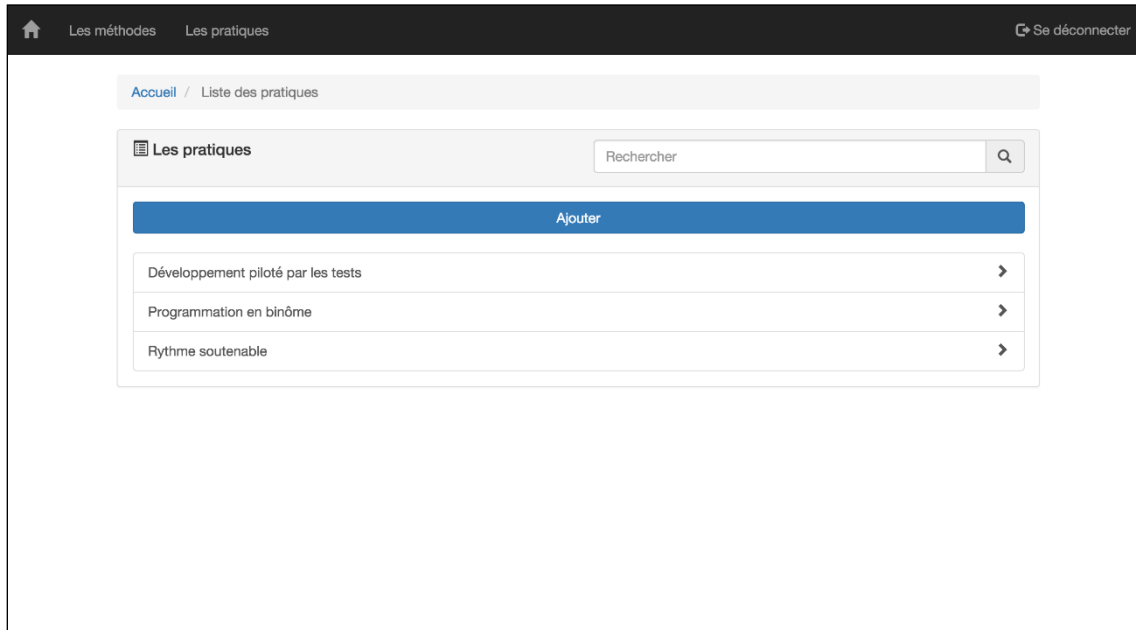 Les méthodes Les pratiques Se déconnecter
Accueil / Liste des pratiques
Les pratiques Rechercher
Ajouter
Développement piloté par les tests
Programmation en binôme
Rythme soutenable